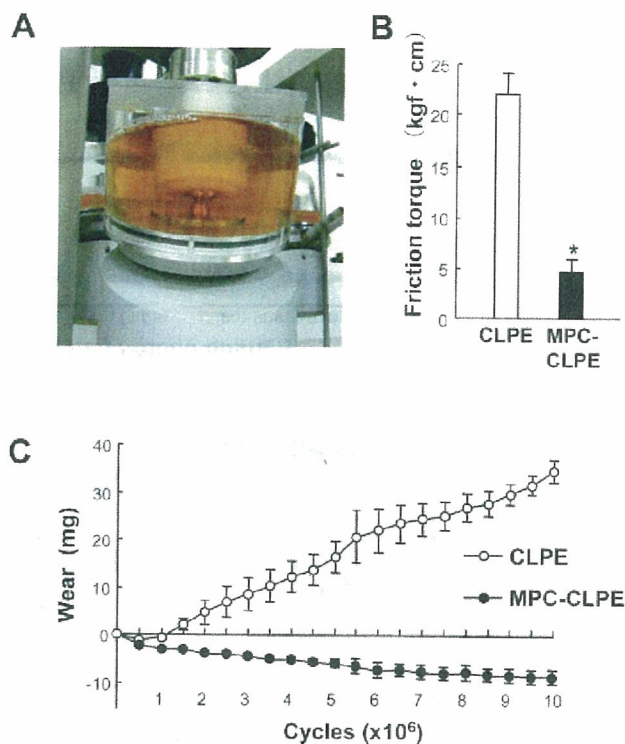 A
B
Friction torque (kgf・cm)
25
20
15
10
5
0
*
CLPE
MPC-
CLPE
C
Wear (mg)
40
30
20
10
0
-10
CLPE
MPC-CLPE
1 2 3 4 5 6 7 8 9 10
Cycles (x10⁶)